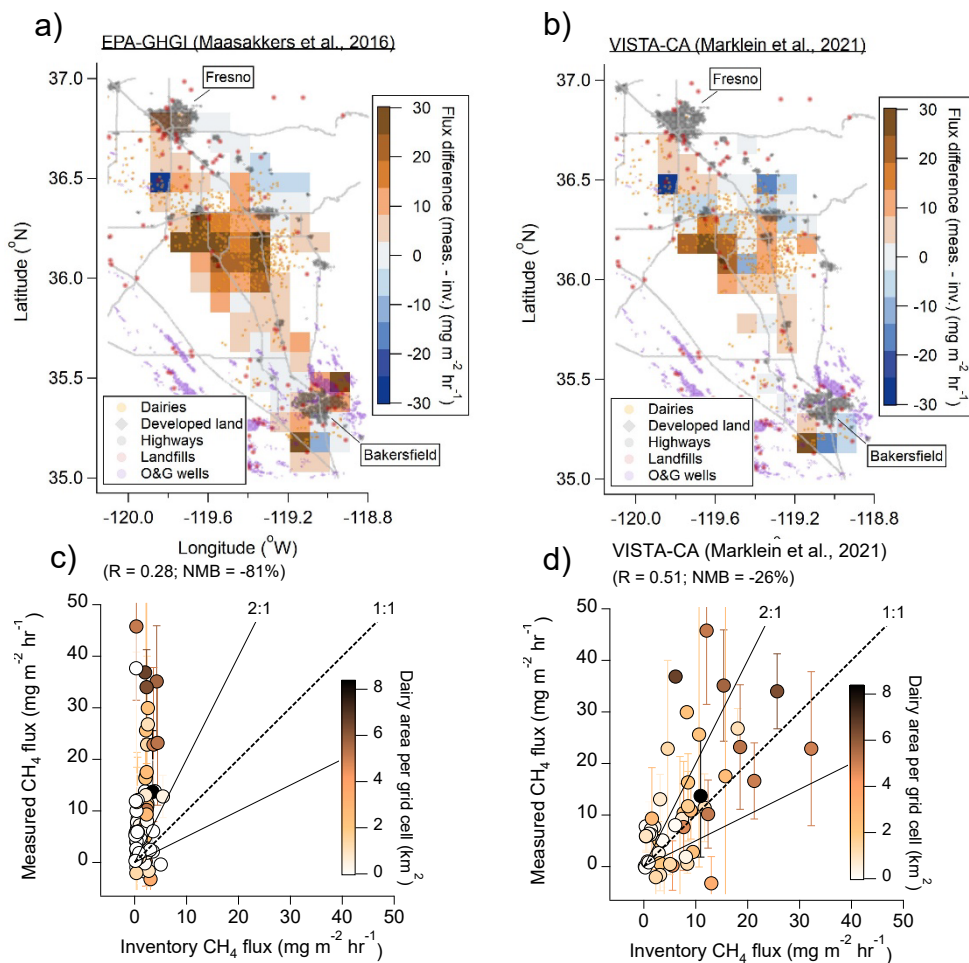 a)
EPA-GHGI (Maasakkers et al., 2016)
37.0
36.5
36.0
35.5
35.0
Latitude (°N)
Fresno
Bakersfield
Dairies
Developed land
Highways
Landfills
O&G wells
-120.0
-119.6
-119.2
-118.8
Longitude (°W)
30
20
10
0
-10
-20
-30
Flux difference (meas. - inv.) (mg m-2 hr-1)
b)
VISTA-CA (Marklein et al., 2021)
37.0
36.5
36.0
35.5
35.0
Latitude (°N)
Fresno
Bakersfield
Dairies
Developed land
Highways
Landfills
O&G wells
-120.0
-119.6
-119.2
-118.8
30
20
10
0
-10
-20
-30
Flux difference (meas. - inv.) (mg m-2 hr-1)
c)
(R = 0.28; NMB = -81%)
50
40
30
20
10
0
Measured CH4 flux (mg m-2 hr-1)
2:1
1:1
8
6
4
2
0
Dairy area per grid cell (km2)
0
10
20
30
40
50
Inventory CH4 flux (mg m-2 hr-1)
d)
VISTA-CA (Marklein et al., 2021)
(R = 0.51; NMB = -26%)
50
40
30
20
10
0
Measured CH4 flux (mg m-2 hr-1)
2:1
1:1
8
6
4
2
0
Dairy area per grid cell (km2)
0
10
20
30
40
50
Inventory CH4 flux (mg m-2 hr-1)